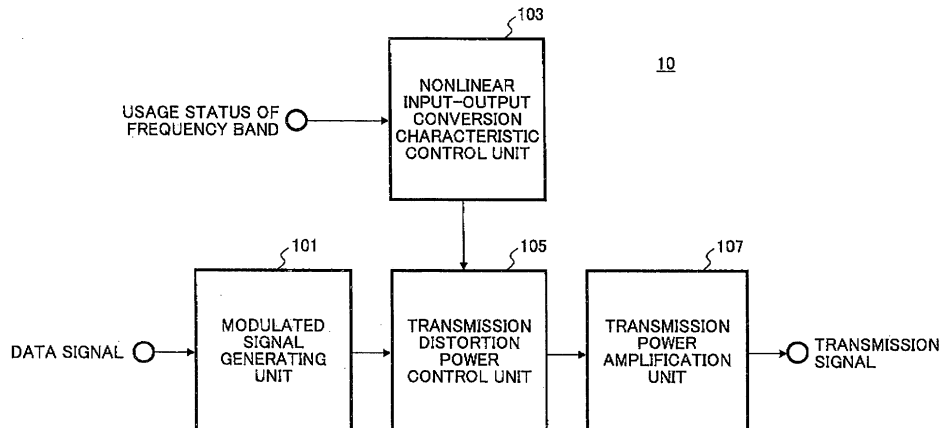 103
10
NONLINEAR
INPUT-OUTPUT
CONVERSION
CHARACTERISTIC
CONTROL UNIT
USAGE STATUS OF
FREQUENCY BAND
101
105
107
DATA SIGNAL
MODULATED
SIGNAL
GENERATING
UNIT
TRANSMISSION
DISTORTION
POWER
CONTROL UNIT
TRANSMISSION
POWER
AMPLIFICATION
UNIT
TRANSMISSION
SIGNAL